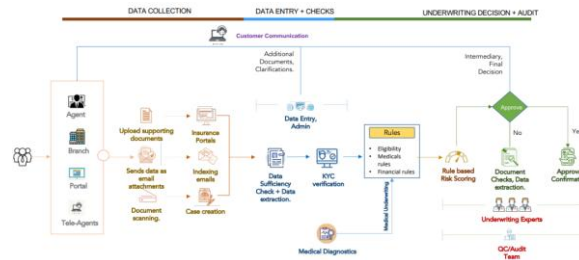 DATA COLLECTION
DATA ENTRY + CHECKS
UNDERWRITING DECISION + AUDIT
Customer Communication
Additional
Documents,
Clarifications.
Intermediary,
Final
Decision
Agent
Branch
Portal
Tele-Agents
Upload supporting
documents
Sends data as
email
attachments
Document
scanning.
Insurance
Portals
Indexing
emails
Case creation
Data Entry,
Admin
Data
Sufficiency
Check + Data
extraction.
KYC
verification
Rules
• Eligibility
• Medicals
rules
• Financial rules
Medical Underwriting
Medical Diagnostics
Rule based
Risk Scoring
Approve
No
Ye
Document
Checks, Data
extraction.
Approv
Confirmat
Underwriting Experts
QC/Audit
Team